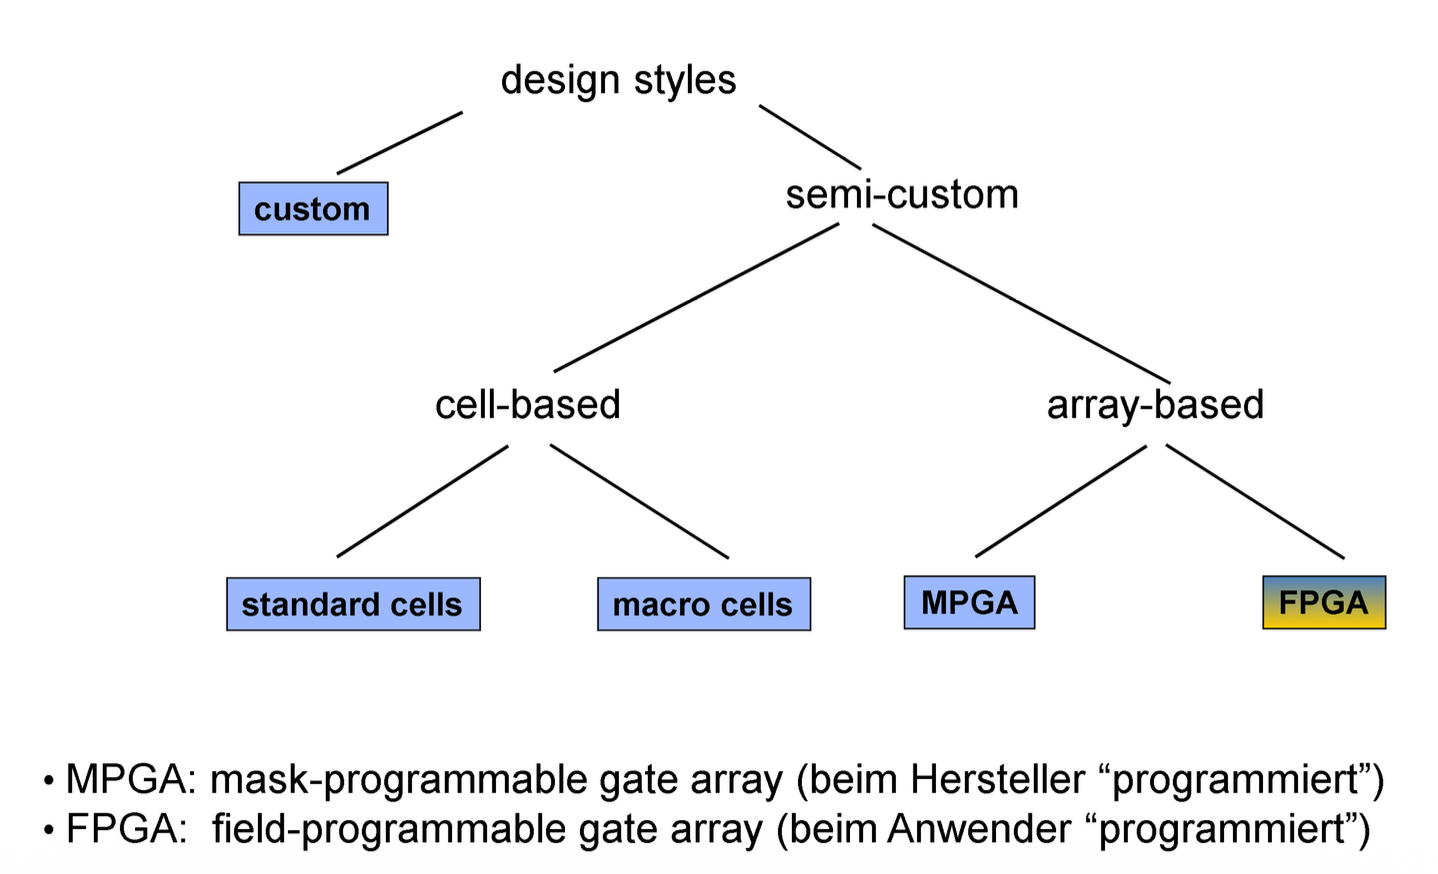 design styles
custom
semi-custom
cell-based
array-based
standard cells
macro cells
MPGA
FPGA
• MPGA: mask-programmable gate array (beim Hersteller “programmiert”)
• FPGA: field-programmable gate array (beim Anwender “programmiert”)